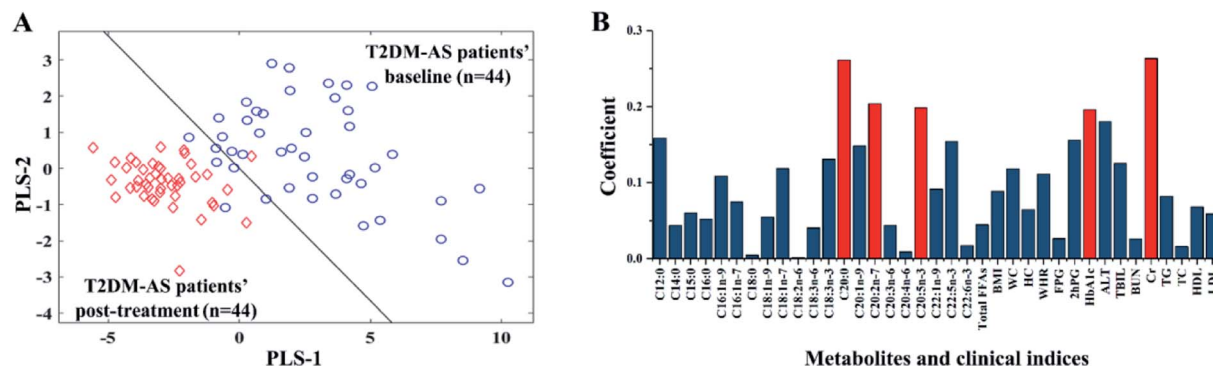 A
3
2
1
0
-1
-2
-3
-4
PLS-2
T2DM-AS patients'
baseline (n=44)
T2DM-AS patients'
post-treatment (n=44)
-5
0
5
10
PLS-1
B
0.3
0.2
0.1
0.0
Coefficient
C12:0
C14:0
C15:0
C16:0
C16:1n-9
C16:1n-7
C18:0
C18:1n-9
C18:1n-7
C18:2n-6
C18:3n-6
C18:3n-3
C20:0
C20:1n-9
C20:2n-7
C20:3n-6
C20:4n-6
C20:5n-3
C22:1n-9
C22:5n-3
C22:6n-3
Total FFAs
BMI
WC
HC
WHR
FPG
2hPG
HbA1c
ALT
TBIL
BUN
Cr
TG
TC
HDL
LDL
Metabolites and clinical indices